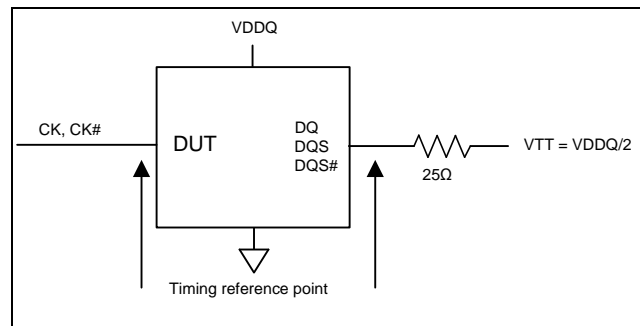 VDDQ
CK, CK#
DUT
DQ
DQS
DQS#
VTT = VDDQ/2
25Ω
Timing reference point